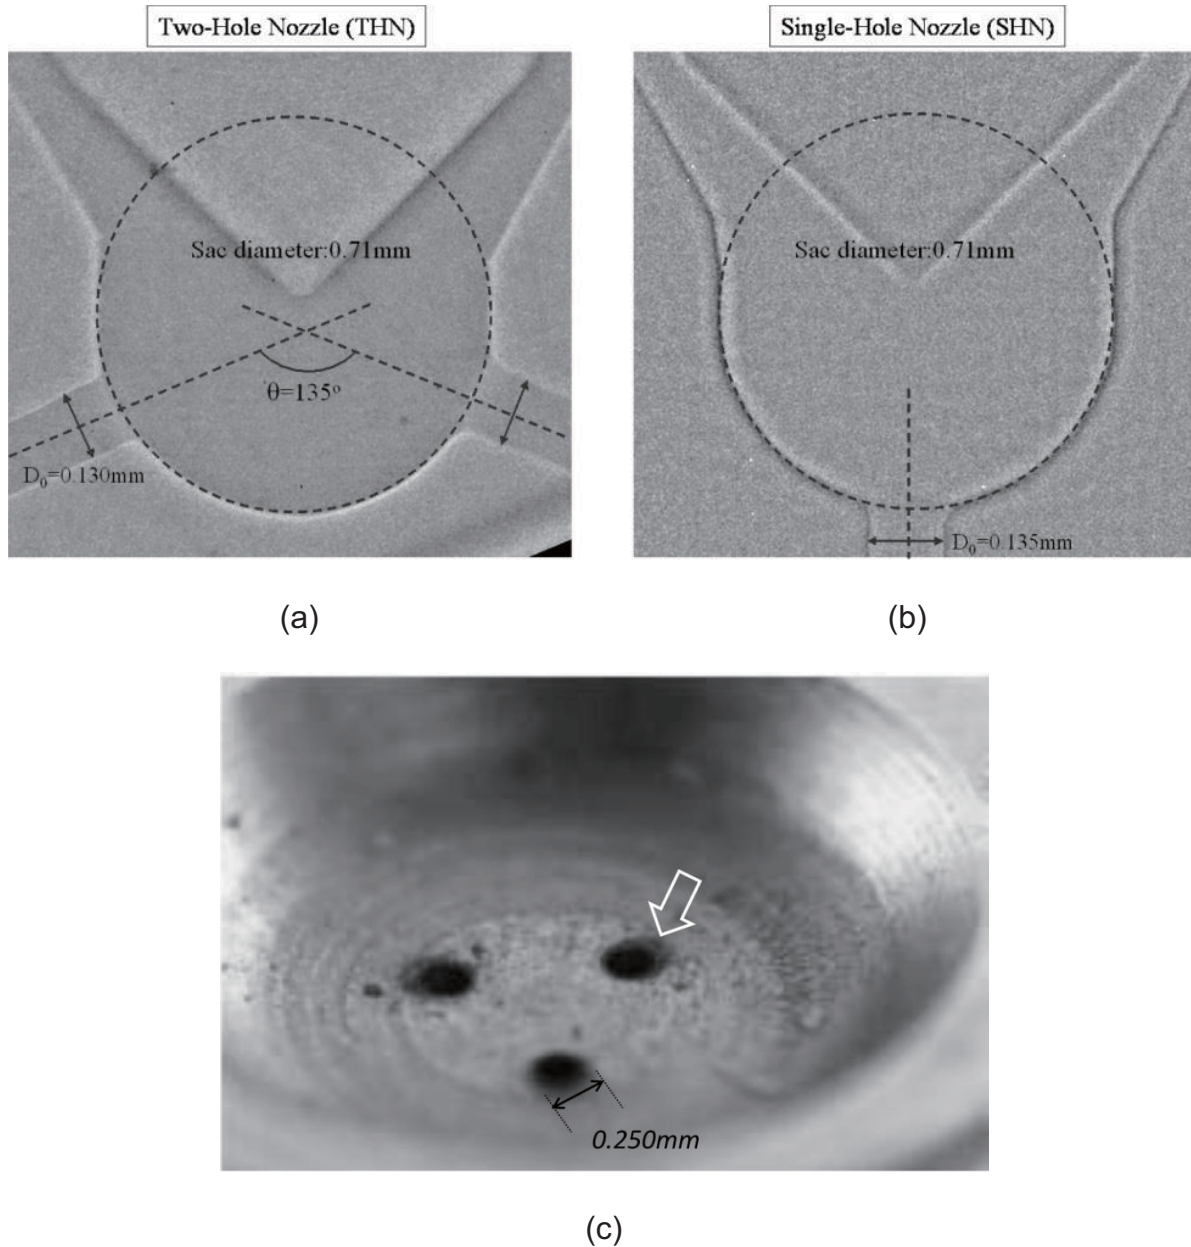 Two-Hole Nozzle (THN)
Single-Hole Nozzle (SHN)
Sac diameter:0.71mm
θ=135°
D₀=0.130mm
Sac diameter:0.71mm
D₀=0.135mm
(a)
(b)
0.250mm
(c)